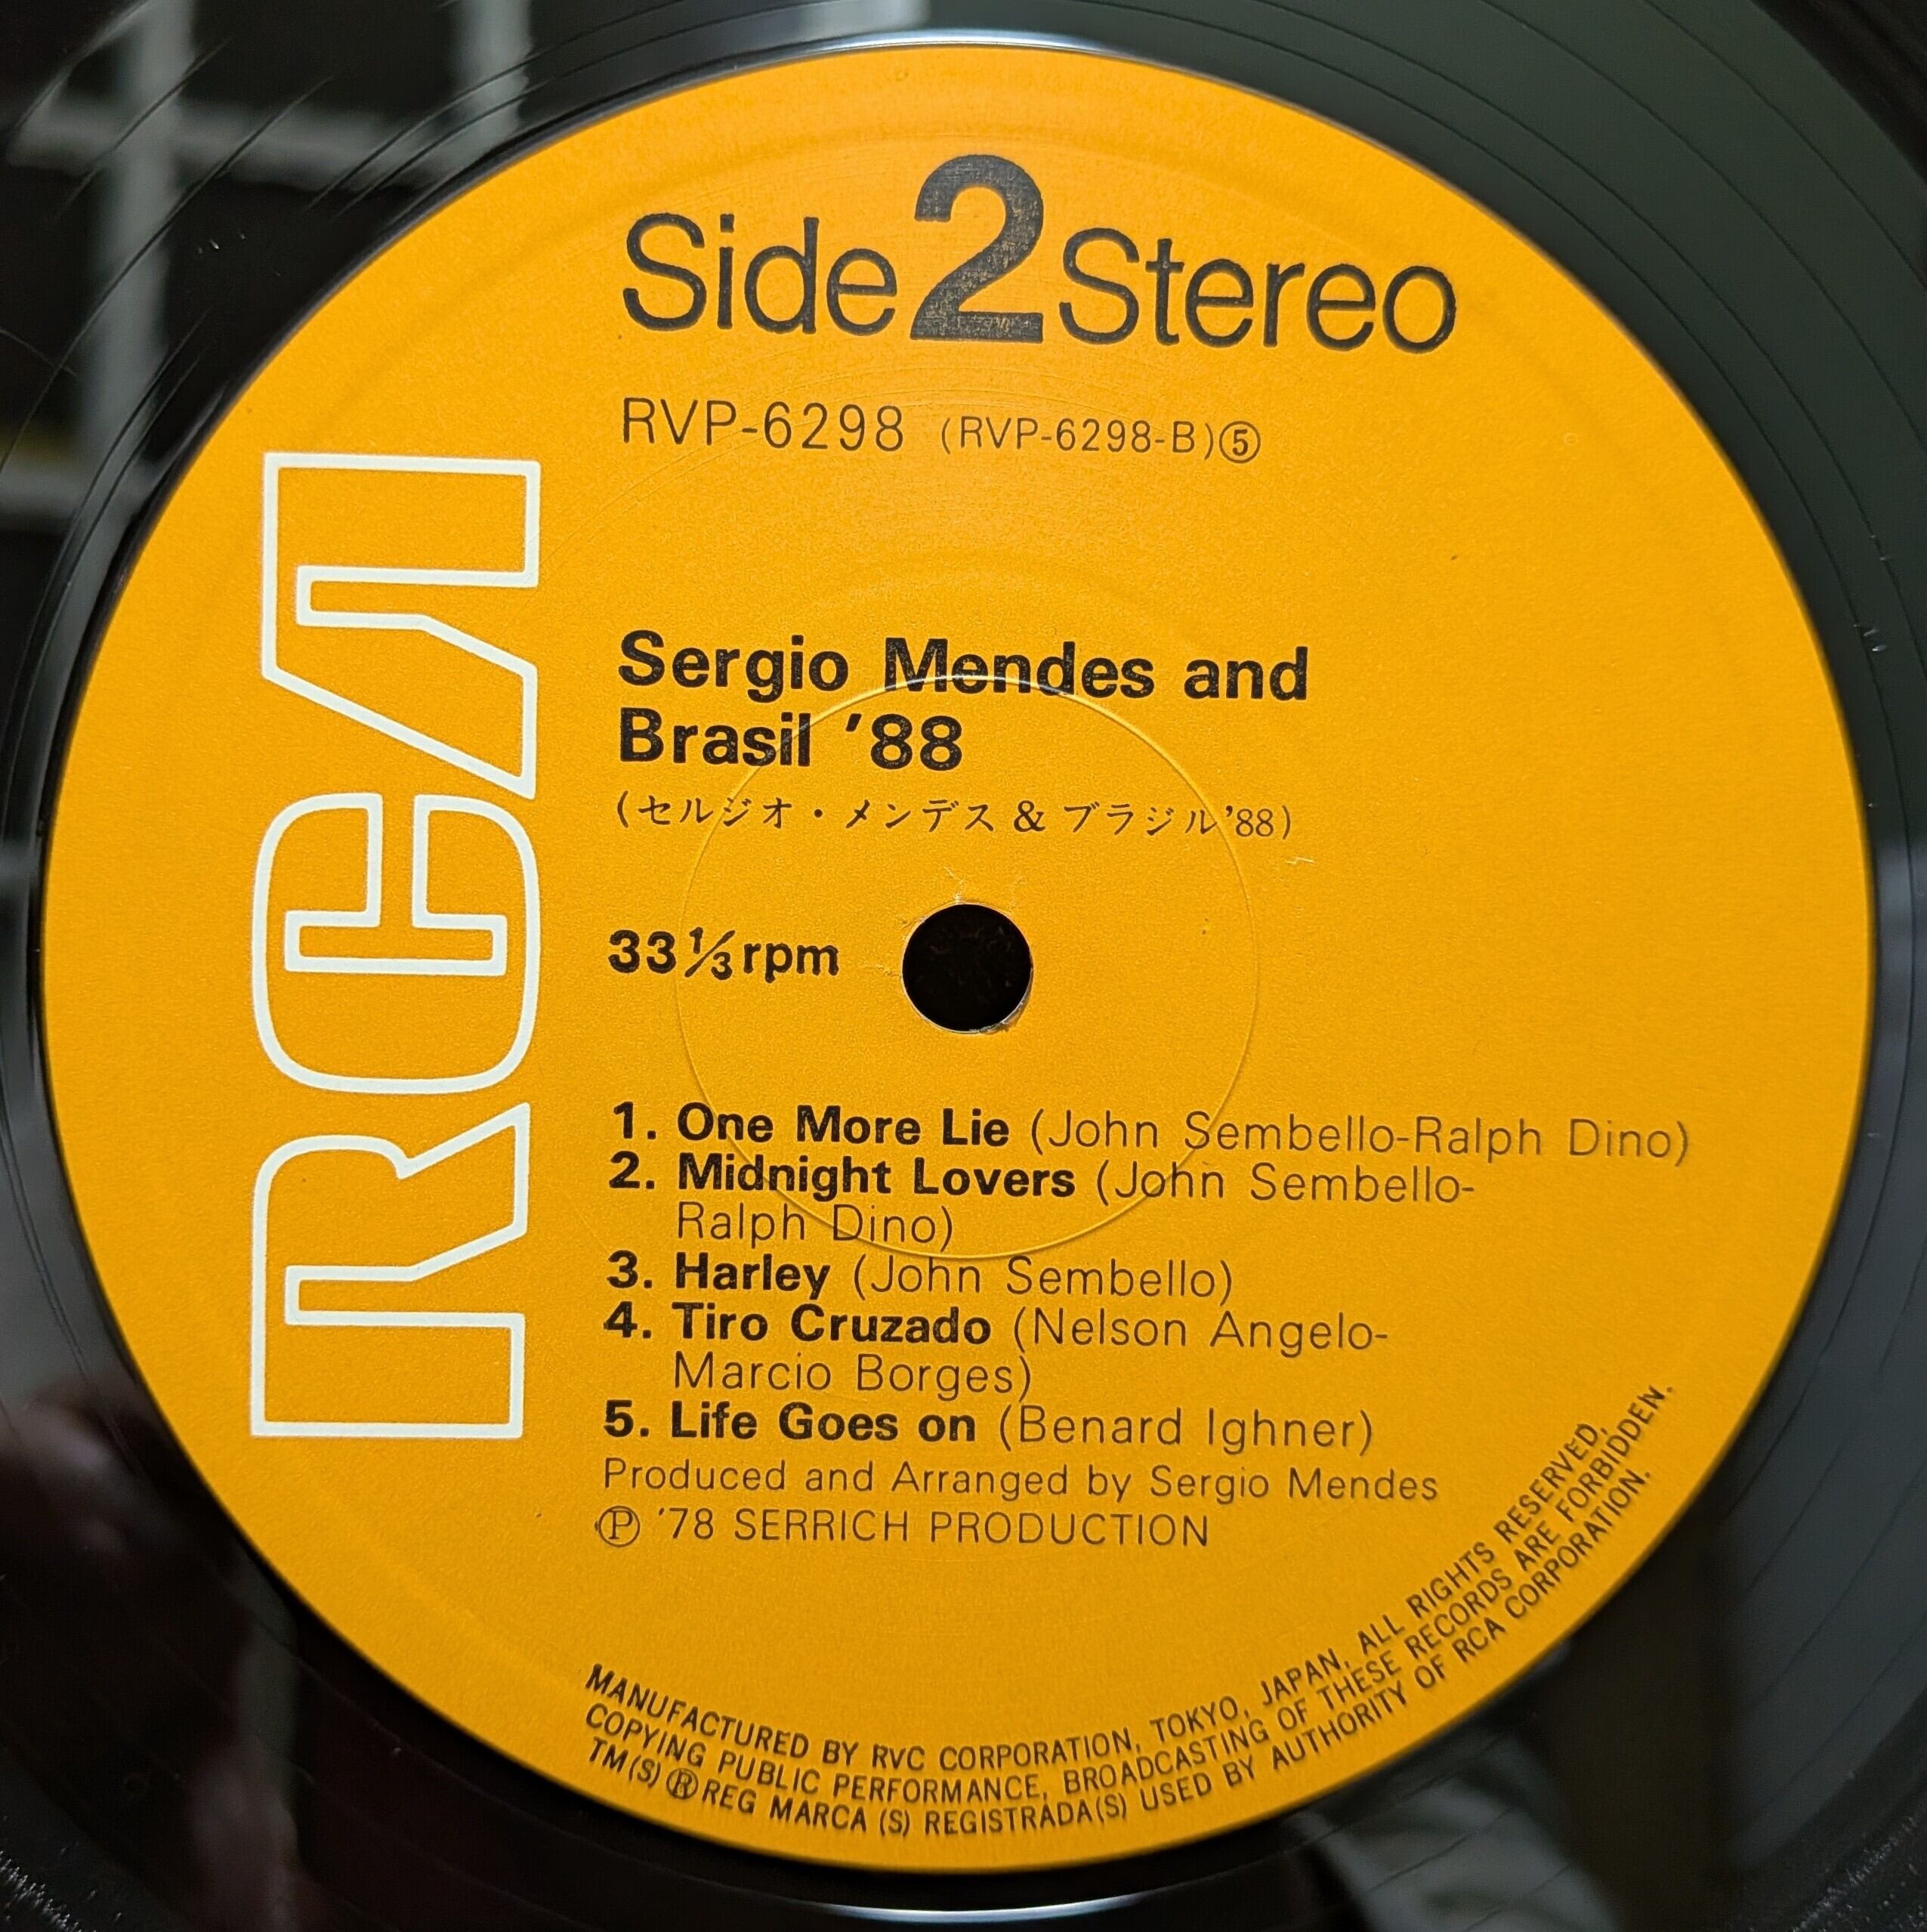 Side 2 Stereo
RVP-6298 (RVP-6298-B)⑤
RCA
Sergio Mendes and
Brasil '88
(セルジオ・メンデス & ブラジル'88)
33⅓rpm
1. One More Lie (John Sembello-Ralph Dino)
2. Midnight Lovers (John Sembello-
Ralph Dino)
3. Harley (John Sembello)
4. Tiro Cruzado (Nelson Angelo-
Marcio Borges)
5. Life Goes on (Benard Ighner)
Produced and Arranged by Sergio Mendes
Ⓟ '78 SERRICH PRODUCTION
MANUFACTURED BY RVC CORPORATION, TOKYO, JAPAN, ALL RIGHTS RESERVED,
COPYING PUBLIC PERFORMANCE, BROADCASTING OF THESE RECORDS ARE FORBIDDEN.
TM(S) ® REG MARCA (S) REGISTRADA(S) USED BY AUTHORITY OF RCA CORPORATION.